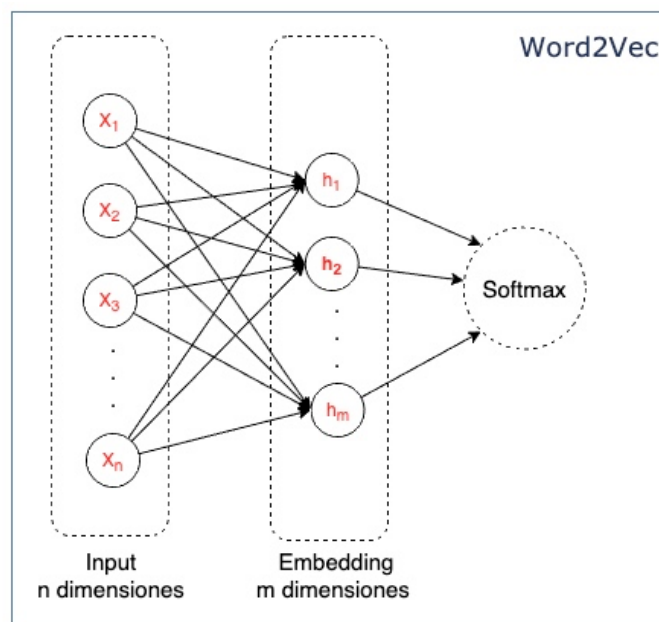 Word2Vec
X1
X2
X3
.
.
.
Xn
h1
h2
.
.
.
hm
Softmax
Input
n dimensiones
Embedding
m dimensiones